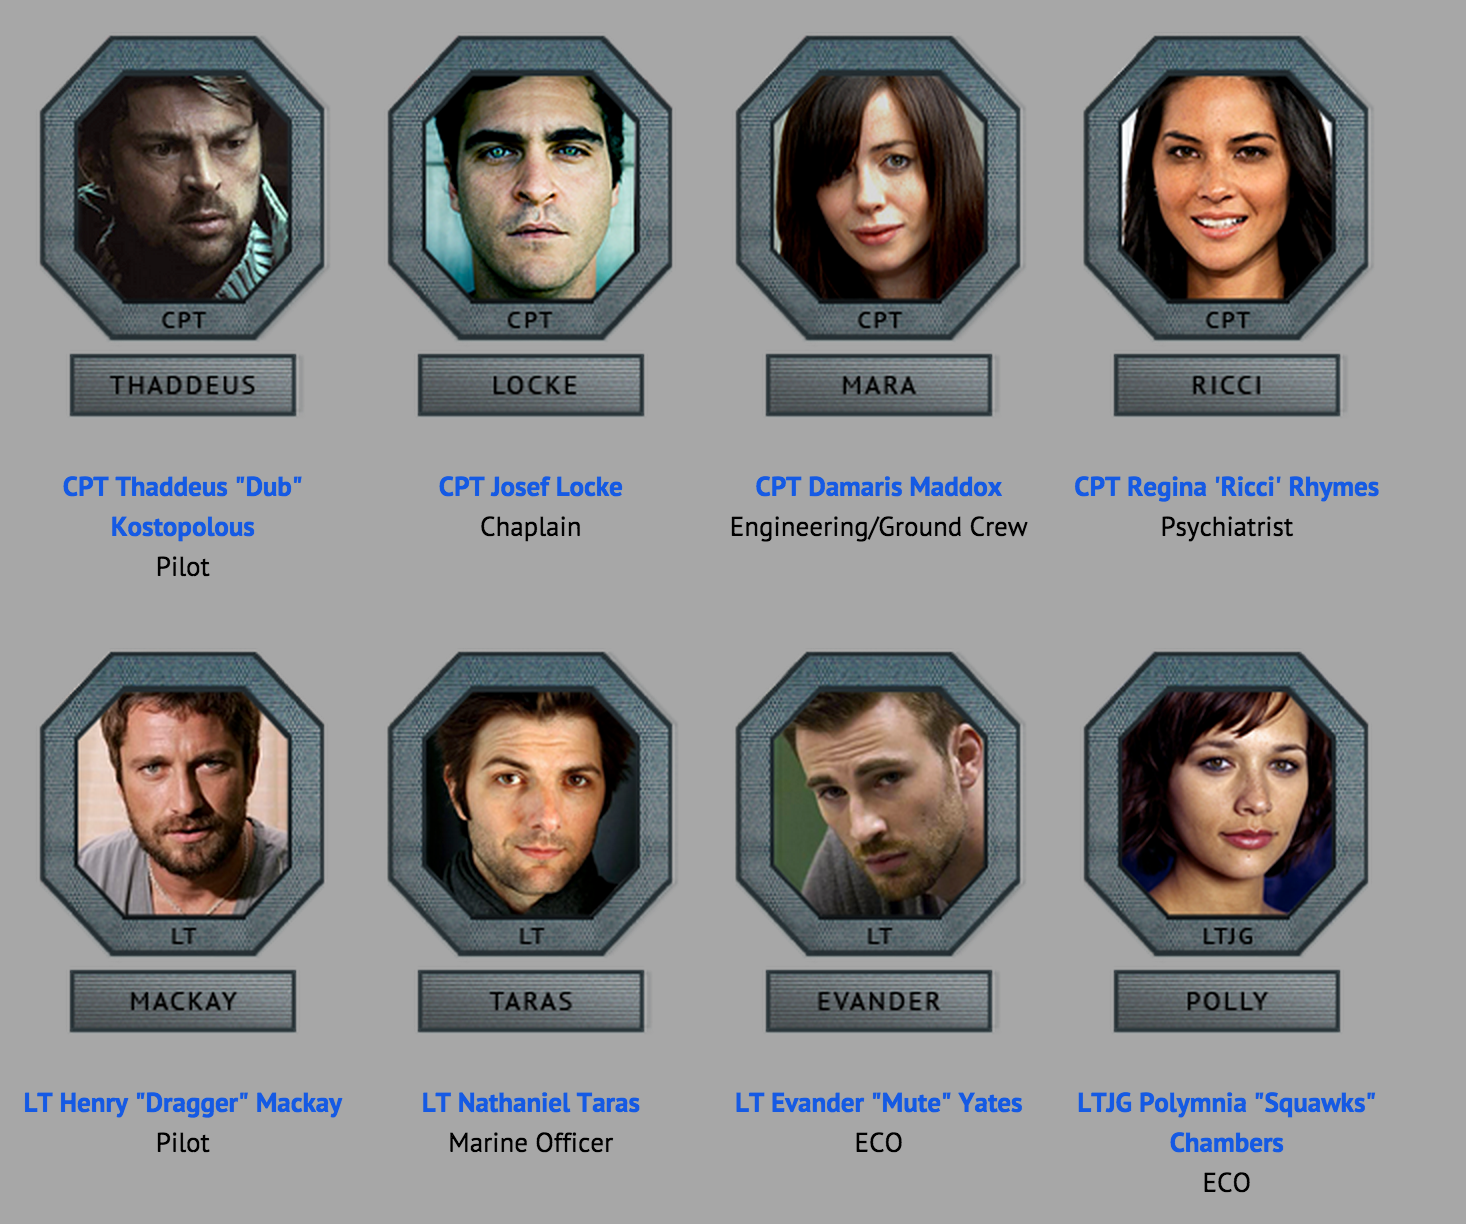 CPT
CPT
CPT
CPT
THADDEUS
LOCKE
MARA
RICCI
CPT Thaddeus "Dub"
Kostopolous
Pilot
CPT Josef Locke
Chaplain
CPT Damaris Maddox
Engineering/Ground Crew
CPT Regina 'Ricci' Rhymes
Psychiatrist
LT
LT
LT
LTJG
MACKAY
TARAS
EVANDER
POLLY
LT Henry "Dragger" Mackay
Pilot
LT Nathaniel Taras
Marine Officer
LT Evander "Mute" Yates
ECO
LTJG Polymnia "Squawks"
Chambers
ECO